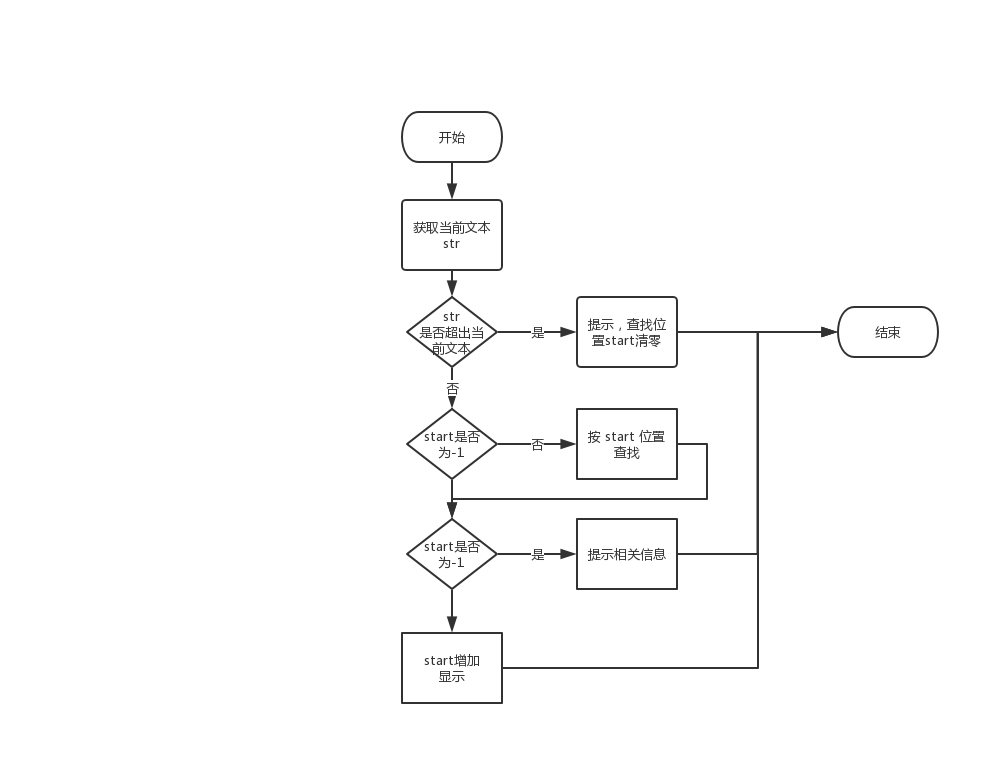 开始
获取当前文本
str
str
是否超出当
前文本
是
提示，查找位
置start清零
结束
否
start是否
为-1
否
按 start 位置
查找
start是否
为-1
是
提示相关信息
start增加
显示